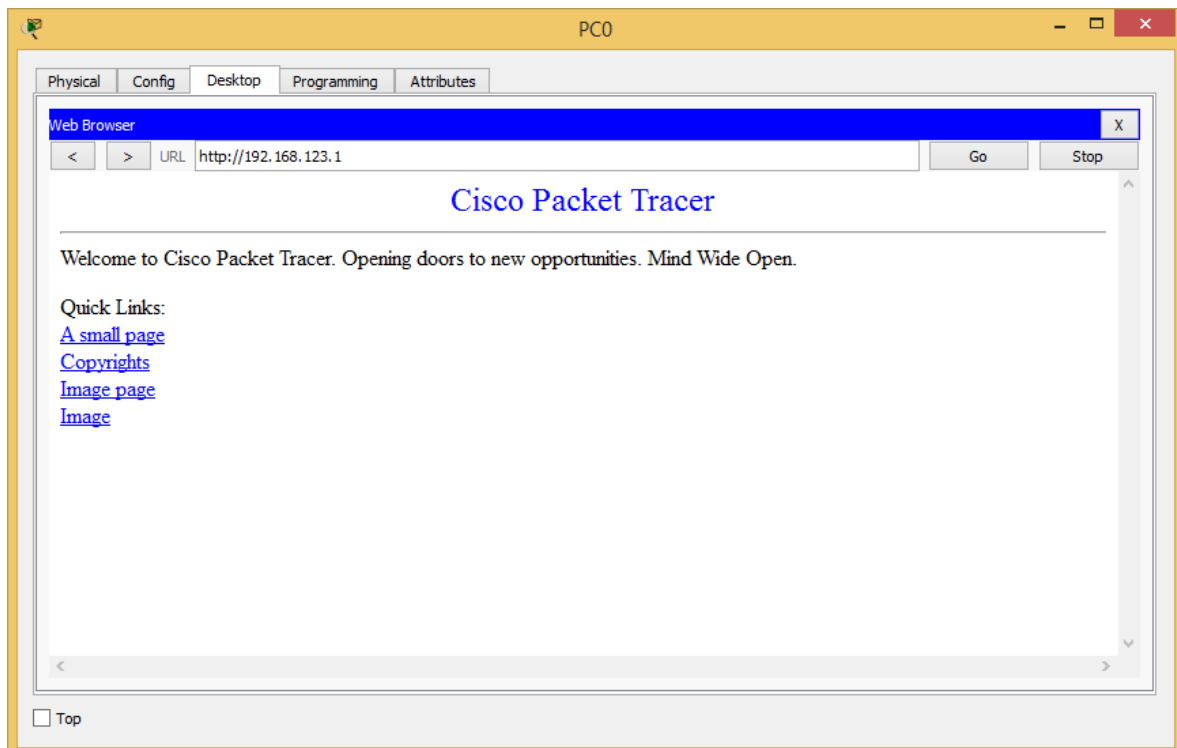 PC0
Physical Config Desktop Programming Attributes
Web Browser X
< > URL http://192.168.123.1 Go Stop
Cisco Packet Tracer
Welcome to Cisco Packet Tracer. Opening doors to new opportunities. Mind Wide Open.
Quick Links:
A small page
Copyrights
Image page
Image
Top